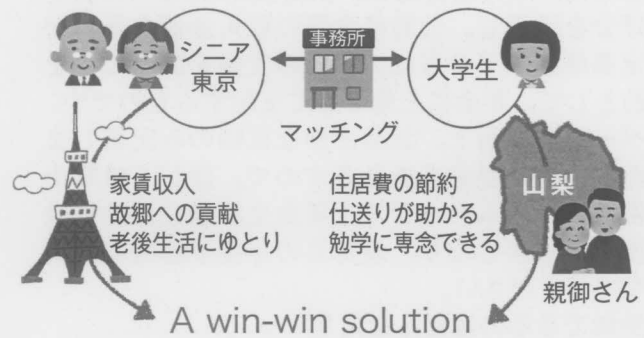 シニア
東京
事務所
マッチング
大学生
家賃収入
故郷への貢献
老後生活にゆとり
住居費の節約
仕送りが助かる
勉学に専念できる
山梨
親御さん
A win-win solution